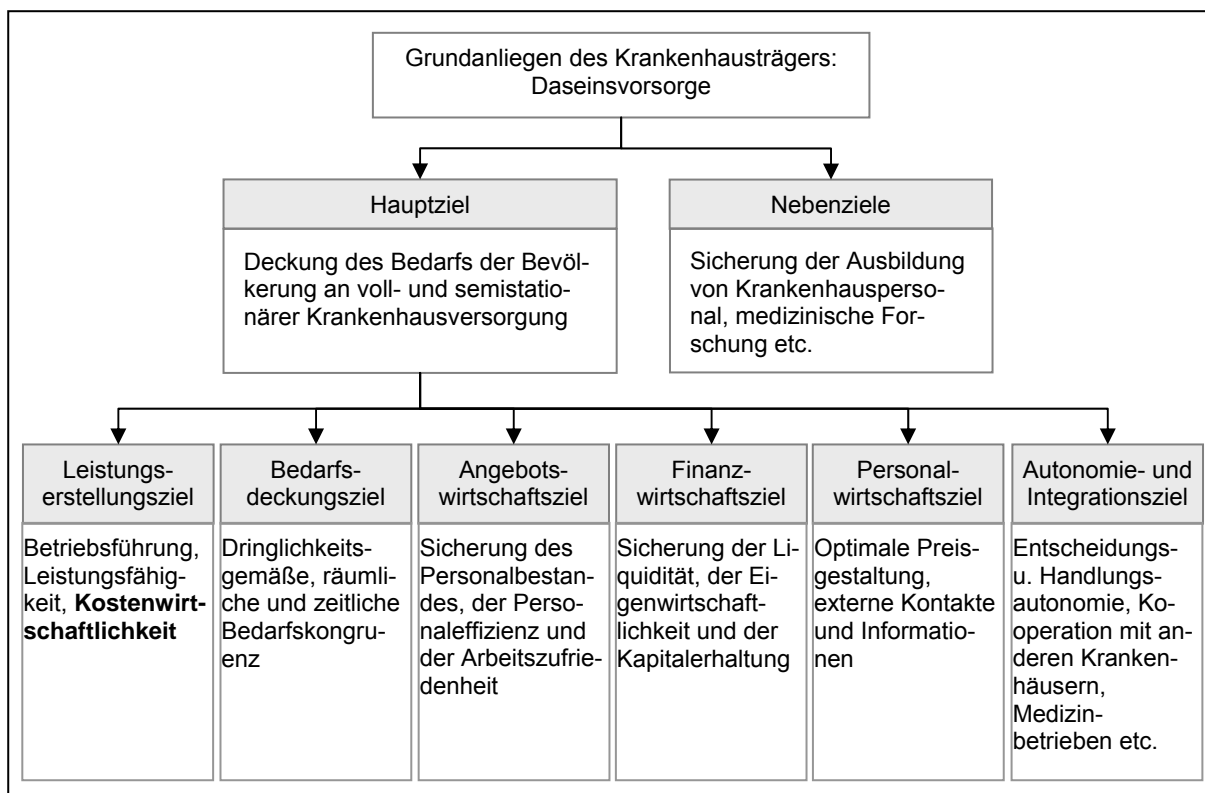 Grundanliegen des Krankenhausträgers:
Daseinsvorsorge
Hauptziel
Deckung des Bedarfs der Bevöl-
kerung an voll- und semistatio-
närer Krankenhausversorgung
Nebenziele
Sicherung der Ausbildung
von Krankenhausperso-
nal, medizinische For-
schung etc.
Leistungs-
erstellungsziel
Betriebsführung,
Leistungsfähig-
keit, Kostenwirt-
schaftlichkeit
Bedarfs-
deckungsziel
Dringlichkeits-
gemäße, räumli-
che und zeitliche
Bedarfskongru-
enz
Angebots-
wirtschaftsziel
Sicherung des
Personalbestan-
des, der Perso-
naleffizienz und
der Arbeitszufrie-
denheit
Finanz-
wirtschaftsziel
Sicherung der Li-
quidität, der Ei-
genwirtschaft-
lichkeit und der
Kapitalerhaltung
Personal-
wirtschaftsziel
Optimale Preis-
gestaltung,
externe Kontakte
und Informatio-
nen
Autonomie- und
Integrationsziel
Entscheidungs-
u. Handlungs-
autonomie, Ko-
operation mit an-
deren Kranken-
häusern,
Medizin-
betrieben etc.